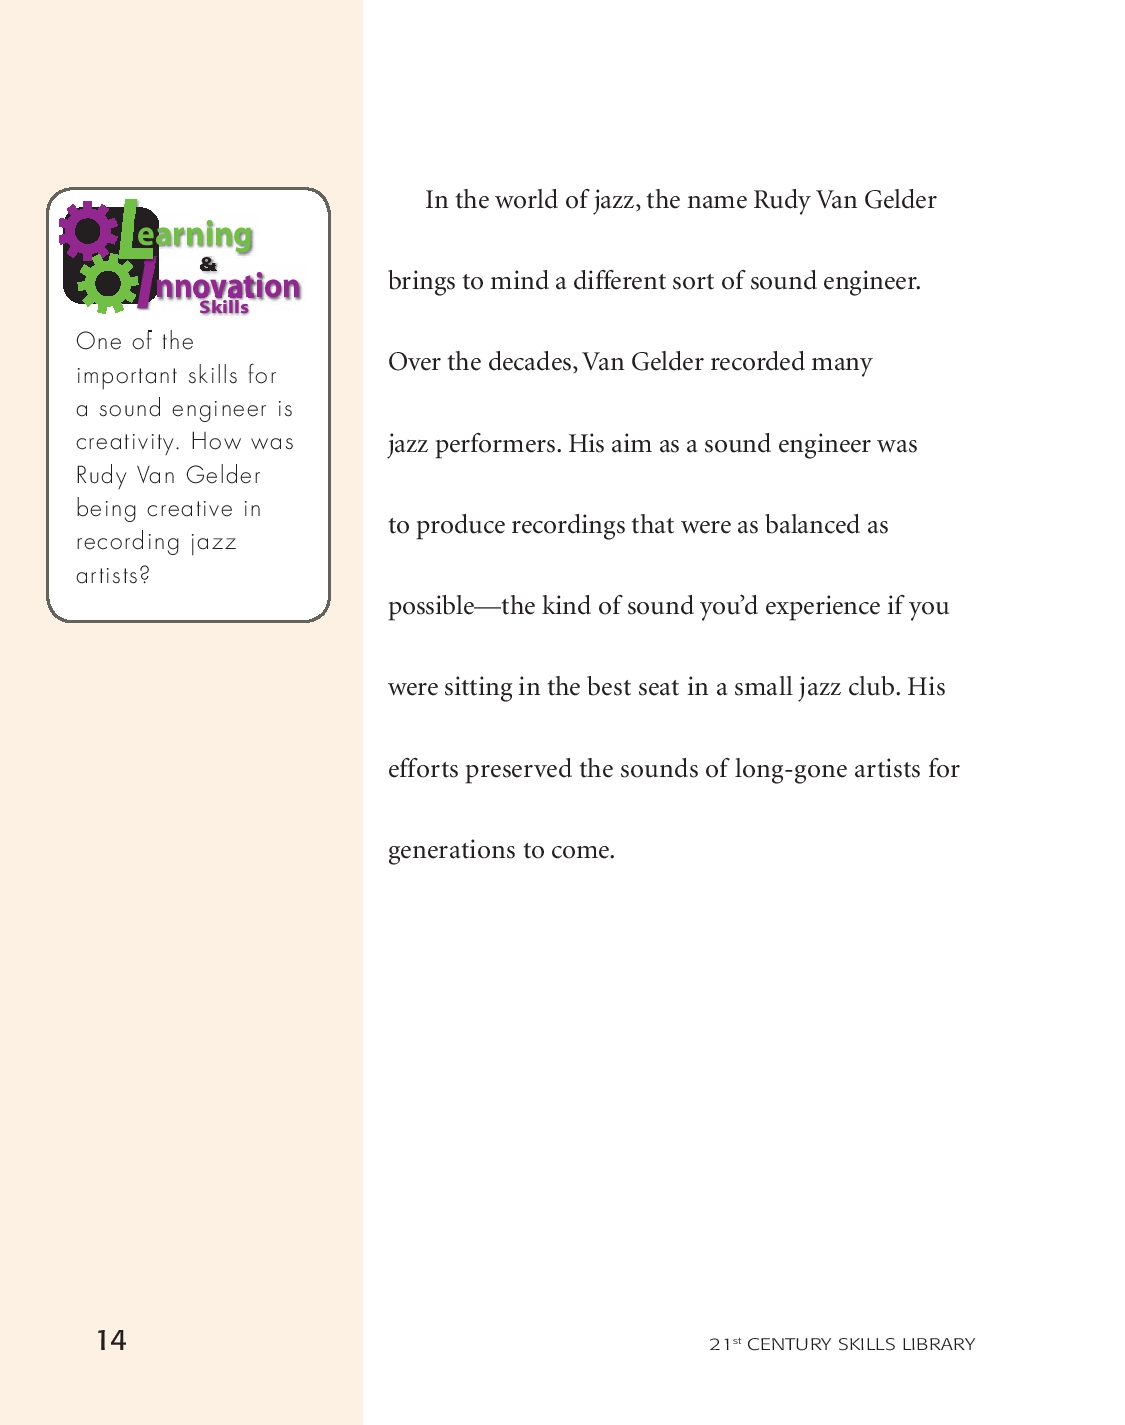 Learning
&
Innovation
Skills
One of the
important skills for
a sound engineer is
creativity. How was
Rudy Van Gelder
being creative in
recording jazz
artists?
In the world of jazz, the name Rudy Van Gelder
brings to mind a different sort of sound engineer.
Over the decades, Van Gelder recorded many
jazz performers. His aim as a sound engineer was
to produce recordings that were as balanced as
possible—the kind of sound you’d experience if you
were sitting in the best seat in a small jazz club. His
efforts preserved the sounds of long-gone artists for
generations to come.
14
21st CENTURY SKILLS LIBRARY